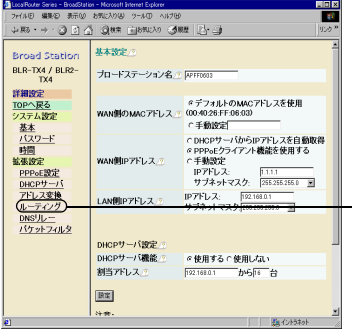 LocalRouter Series - BroadStation - Microsoft Internet Explorer
ファイル(F) 編集(E) 表示(V) お気に入り(A) ツール(T) ヘルプ(H)
戻る 検索 お気に入り 履歴 リンク
Broad Station
BLR-TX4 / BLR2-TX4
詳細設定
TOPへ戻る
システム設定
基本
パスワード
時間
拡張設定
PPPoE設定
DHCPサーバ
アドレス変換
ルーティング
DNSリレー
パケットフィルタ
基本設定
ブロードステーション名 APFF0603
WAN側のMACアドレス デフォルトのMACアドレスを使用
(00:40:26:FF:06:03)
手動設定
WAN側IPアドレス DHCPサーバからIPアドレスを自動取得
PPPoEクライアント機能を使用する
手動設定
IPアドレス: 1.1.1.1
サブネットマスク: 255.255.255.0
LAN側IPアドレス IPアドレス: 192.168.0.1
サブネットマスク: 255.255.255.0
DHCPサーバ設定
DHCPサーバ機能 使用する 使用しない
割当アドレス 192.168.0.1 から 16 台
設定
注意:
イントラネット